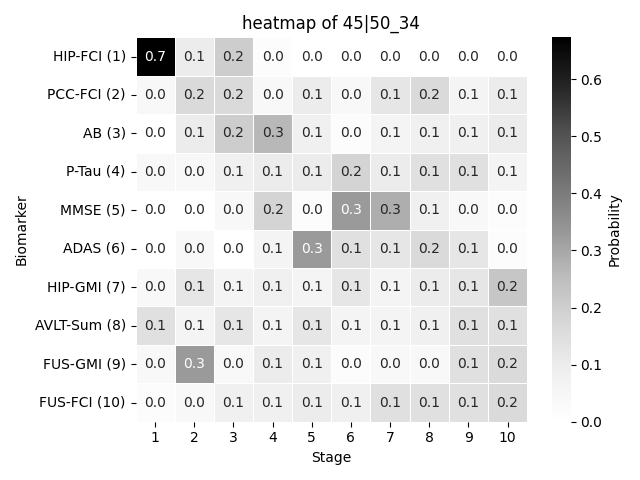 heatmap of 45|50_34
HIP-FCI (1) 0.7 0.1 0.2 0.0 0.0 0.0 0.0 0.0 0.0 0.0
PCC-FCI (2) 0.0 0.2 0.2 0.0 0.1 0.0 0.1 0.2 0.1 0.1
AB (3) 0.0 0.1 0.2 0.3 0.1 0.0 0.1 0.1 0.1 0.1
P-Tau (4) 0.0 0.0 0.1 0.1 0.1 0.2 0.1 0.1 0.1 0.1
MMSE (5) 0.0 0.0 0.0 0.2 0.0 0.3 0.3 0.1 0.0 0.0
ADAS (6) 0.0 0.0 0.0 0.1 0.3 0.1 0.1 0.2 0.1 0.0
HIP-GMI (7) 0.0 0.1 0.1 0.1 0.1 0.1 0.1 0.1 0.1 0.2
AVLT-Sum (8) 0.1 0.1 0.1 0.1 0.1 0.1 0.1 0.1 0.1 0.1
FUS-GMI (9) 0.0 0.3 0.0 0.1 0.1 0.0 0.0 0.0 0.1 0.2
FUS-FCI (10) 0.0 0.0 0.1 0.1 0.1 0.1 0.1 0.1 0.1 0.2
1 2 3 4 5 6 7 8 9 10
Stage
Biomarker
0.6
0.5
0.4
0.3
0.2
0.1
0.0
Probability